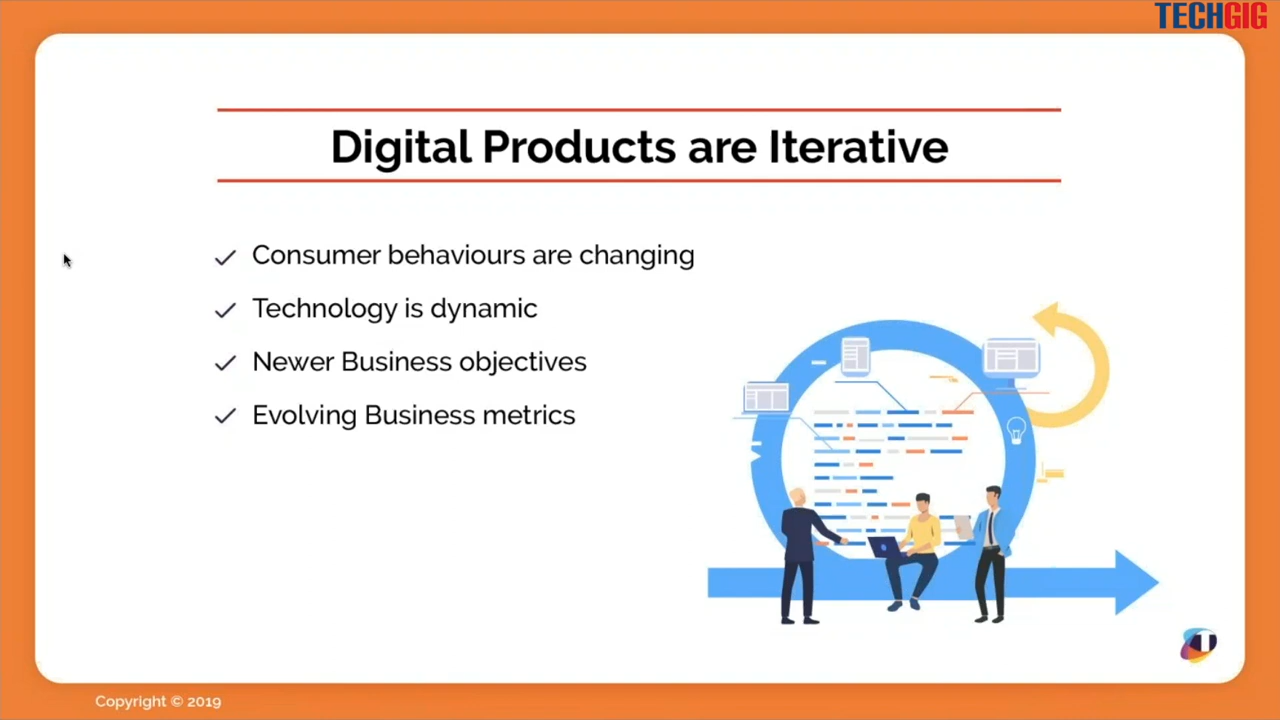 TECHGIG
Digital Products are Iterative
Consumer behaviours are changing
Technology is dynamic
Newer Business objectives
Evolving Business metrics
Copyright © 2019